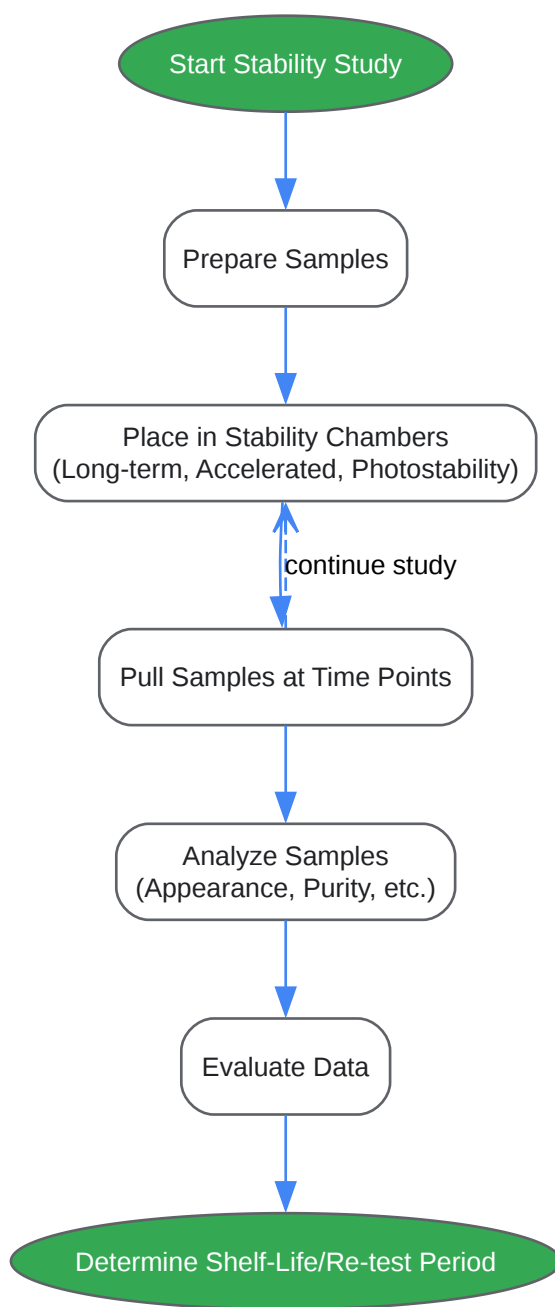 Start Stability Study
Prepare Samples
Place in Stability Chambers
(Long-term, Accelerated, Photostability)
continue study
Pull Samples at Time Points
Analyze Samples
(Appearance, Purity, etc.)
Evaluate Data
Determine Shelf-Life/Re-test Period